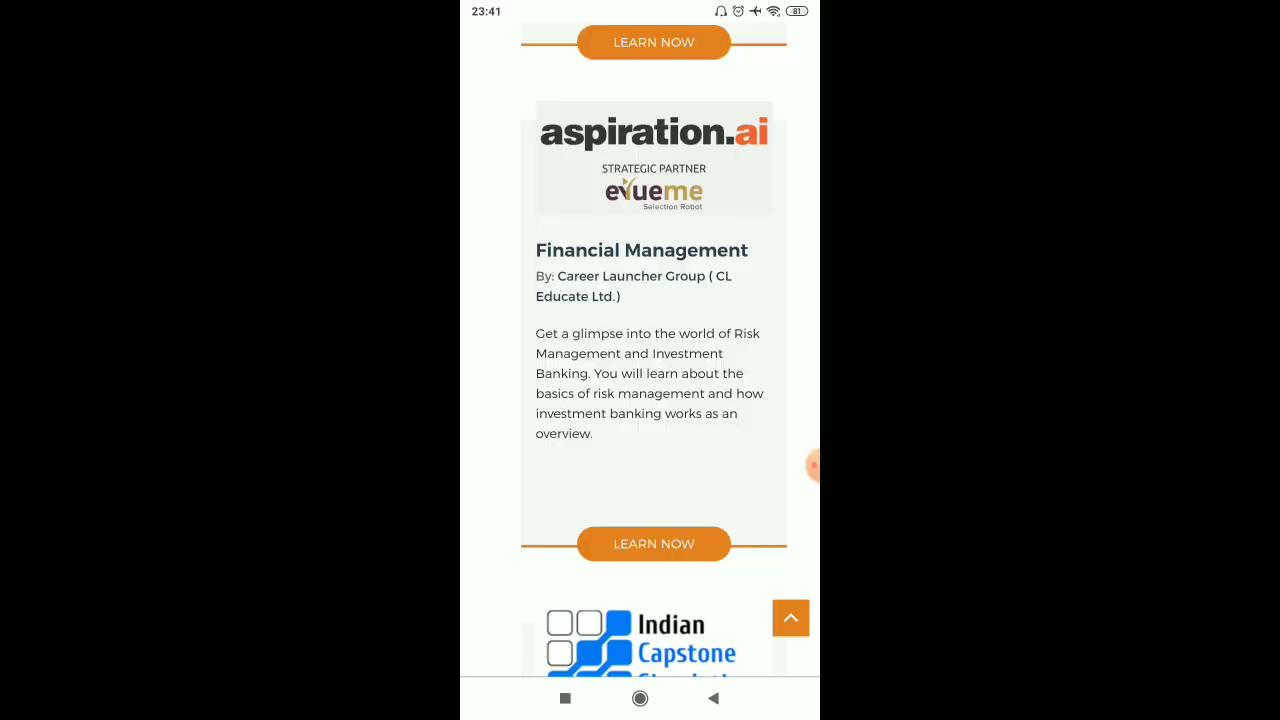 23:41
81
LEARN NOW
aspiration.ai
STRATEGIC PARTNER
evueme
Selection Robot
Financial Management
By: Career Launcher Group ( CL
Educate Ltd.)
Get a glimpse into the world of Risk
Management and Investment
Banking. You will learn about the
basics of risk management and how
investment banking works as an
overview.
LEARN NOW
Indian
Capstone